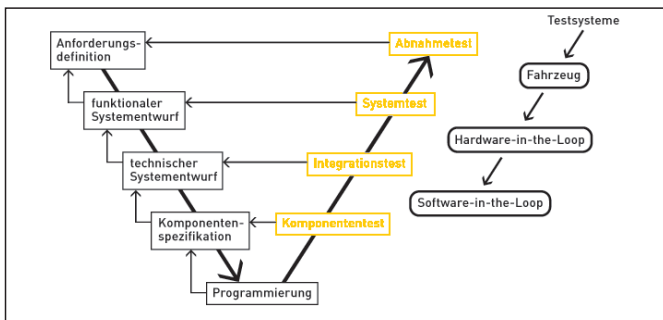 Testsysteme
Anforderungs-
definition
Abnahmetest
Fahrzeug
funktionaler
Systementwurf
Systemtest
Hardware-in-the-Loop
technischer
Systementwurf
Integrationstest
Software-in-the-Loop
Komponenten-
spezifikation
Komponententest
Programmierung